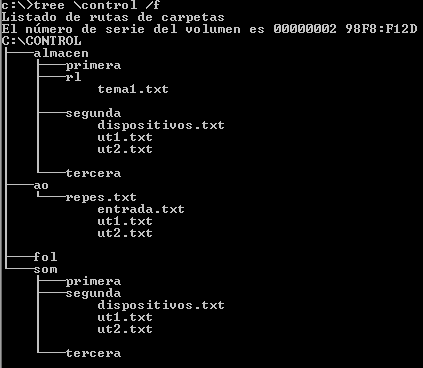 c:\>tree \control /f
Listado de rutas de carpetas
El número de serie del volumen es 00000002 98F8:F12D
C:\CONTROL
├───almacen
│   ├───primera
│   ├───rl
│   │       tema1.txt
│   │
│   ├───segunda
│   │       dispositivos.txt
│   │       ut1.txt
│   │       ut2.txt
│   │
│   └───tercera
├───ao
│   └───repes.txt
│           entrada.txt
│           ut1.txt
│           ut2.txt
│
├───fol
└───som
    ├───primera
    ├───segunda
    │       dispositivos.txt
    │       ut1.txt
    │       ut2.txt
    │
    └───tercera